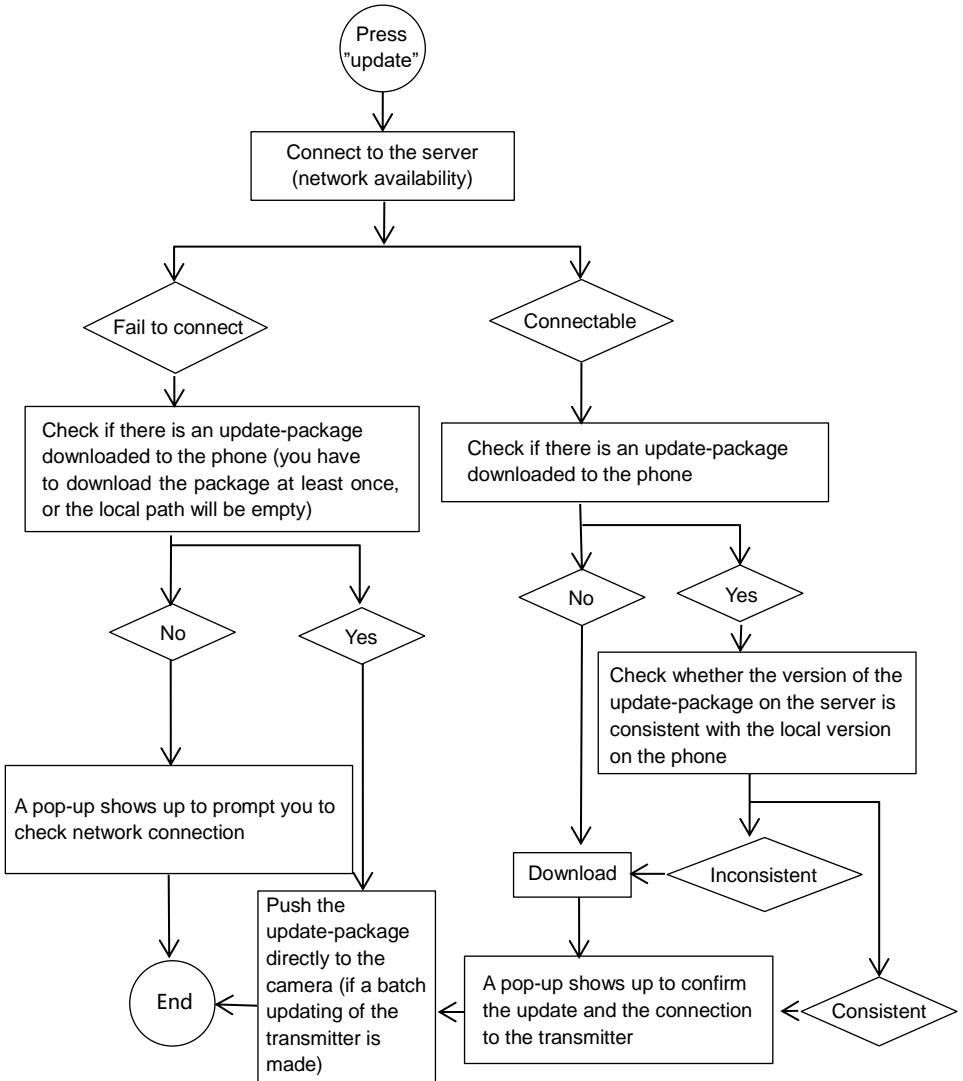 Press
"update”
Connect to the server
(network availability)
Fail to connect
Connectable
Check if there is an update-package
downloaded to the phone (you have
to download the package at least once,
or the local path will be empty)
Check if there is an update-package
downloaded to the phone
No
Yes
No
Yes
Check whether the version of the
update-package on the server is
consistent with the local version
on the phone
A pop-up shows up to prompt you to
check network connection
Download
Inconsistent
Push the
update-package
directly to the
camera (if a batch
updating of the
transmitter is
made)
A pop-up shows up to confirm
the update and the connection
to the transmitter
Consistent
End